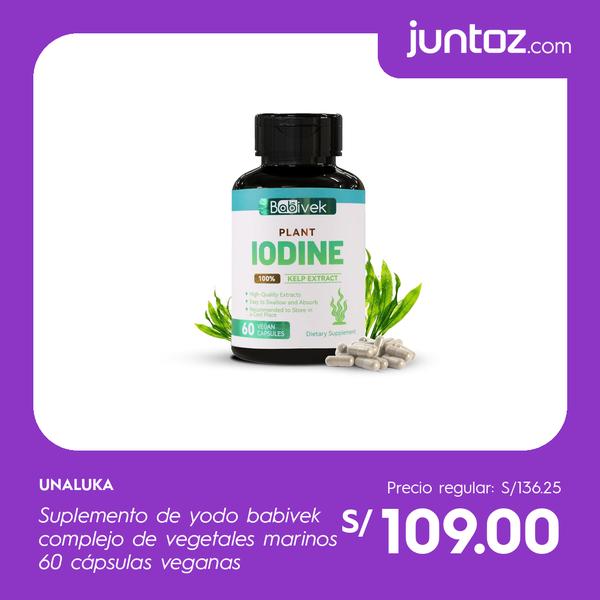 juntoz.com
Babivek
PLANT
IODINE
100% KELP EXTRACT
High-Quality Extracts
Easy to Swallow and Absorb
Recommended to Store in
a Cool Place
60 VEGAN
CAPSULES
Dietary Supplement
UNALUKA
Suplemento de yodo babivek
complejo de vegetales marinos
60 cápsulas veganas
Precio regular: S/136.25
S/109.00